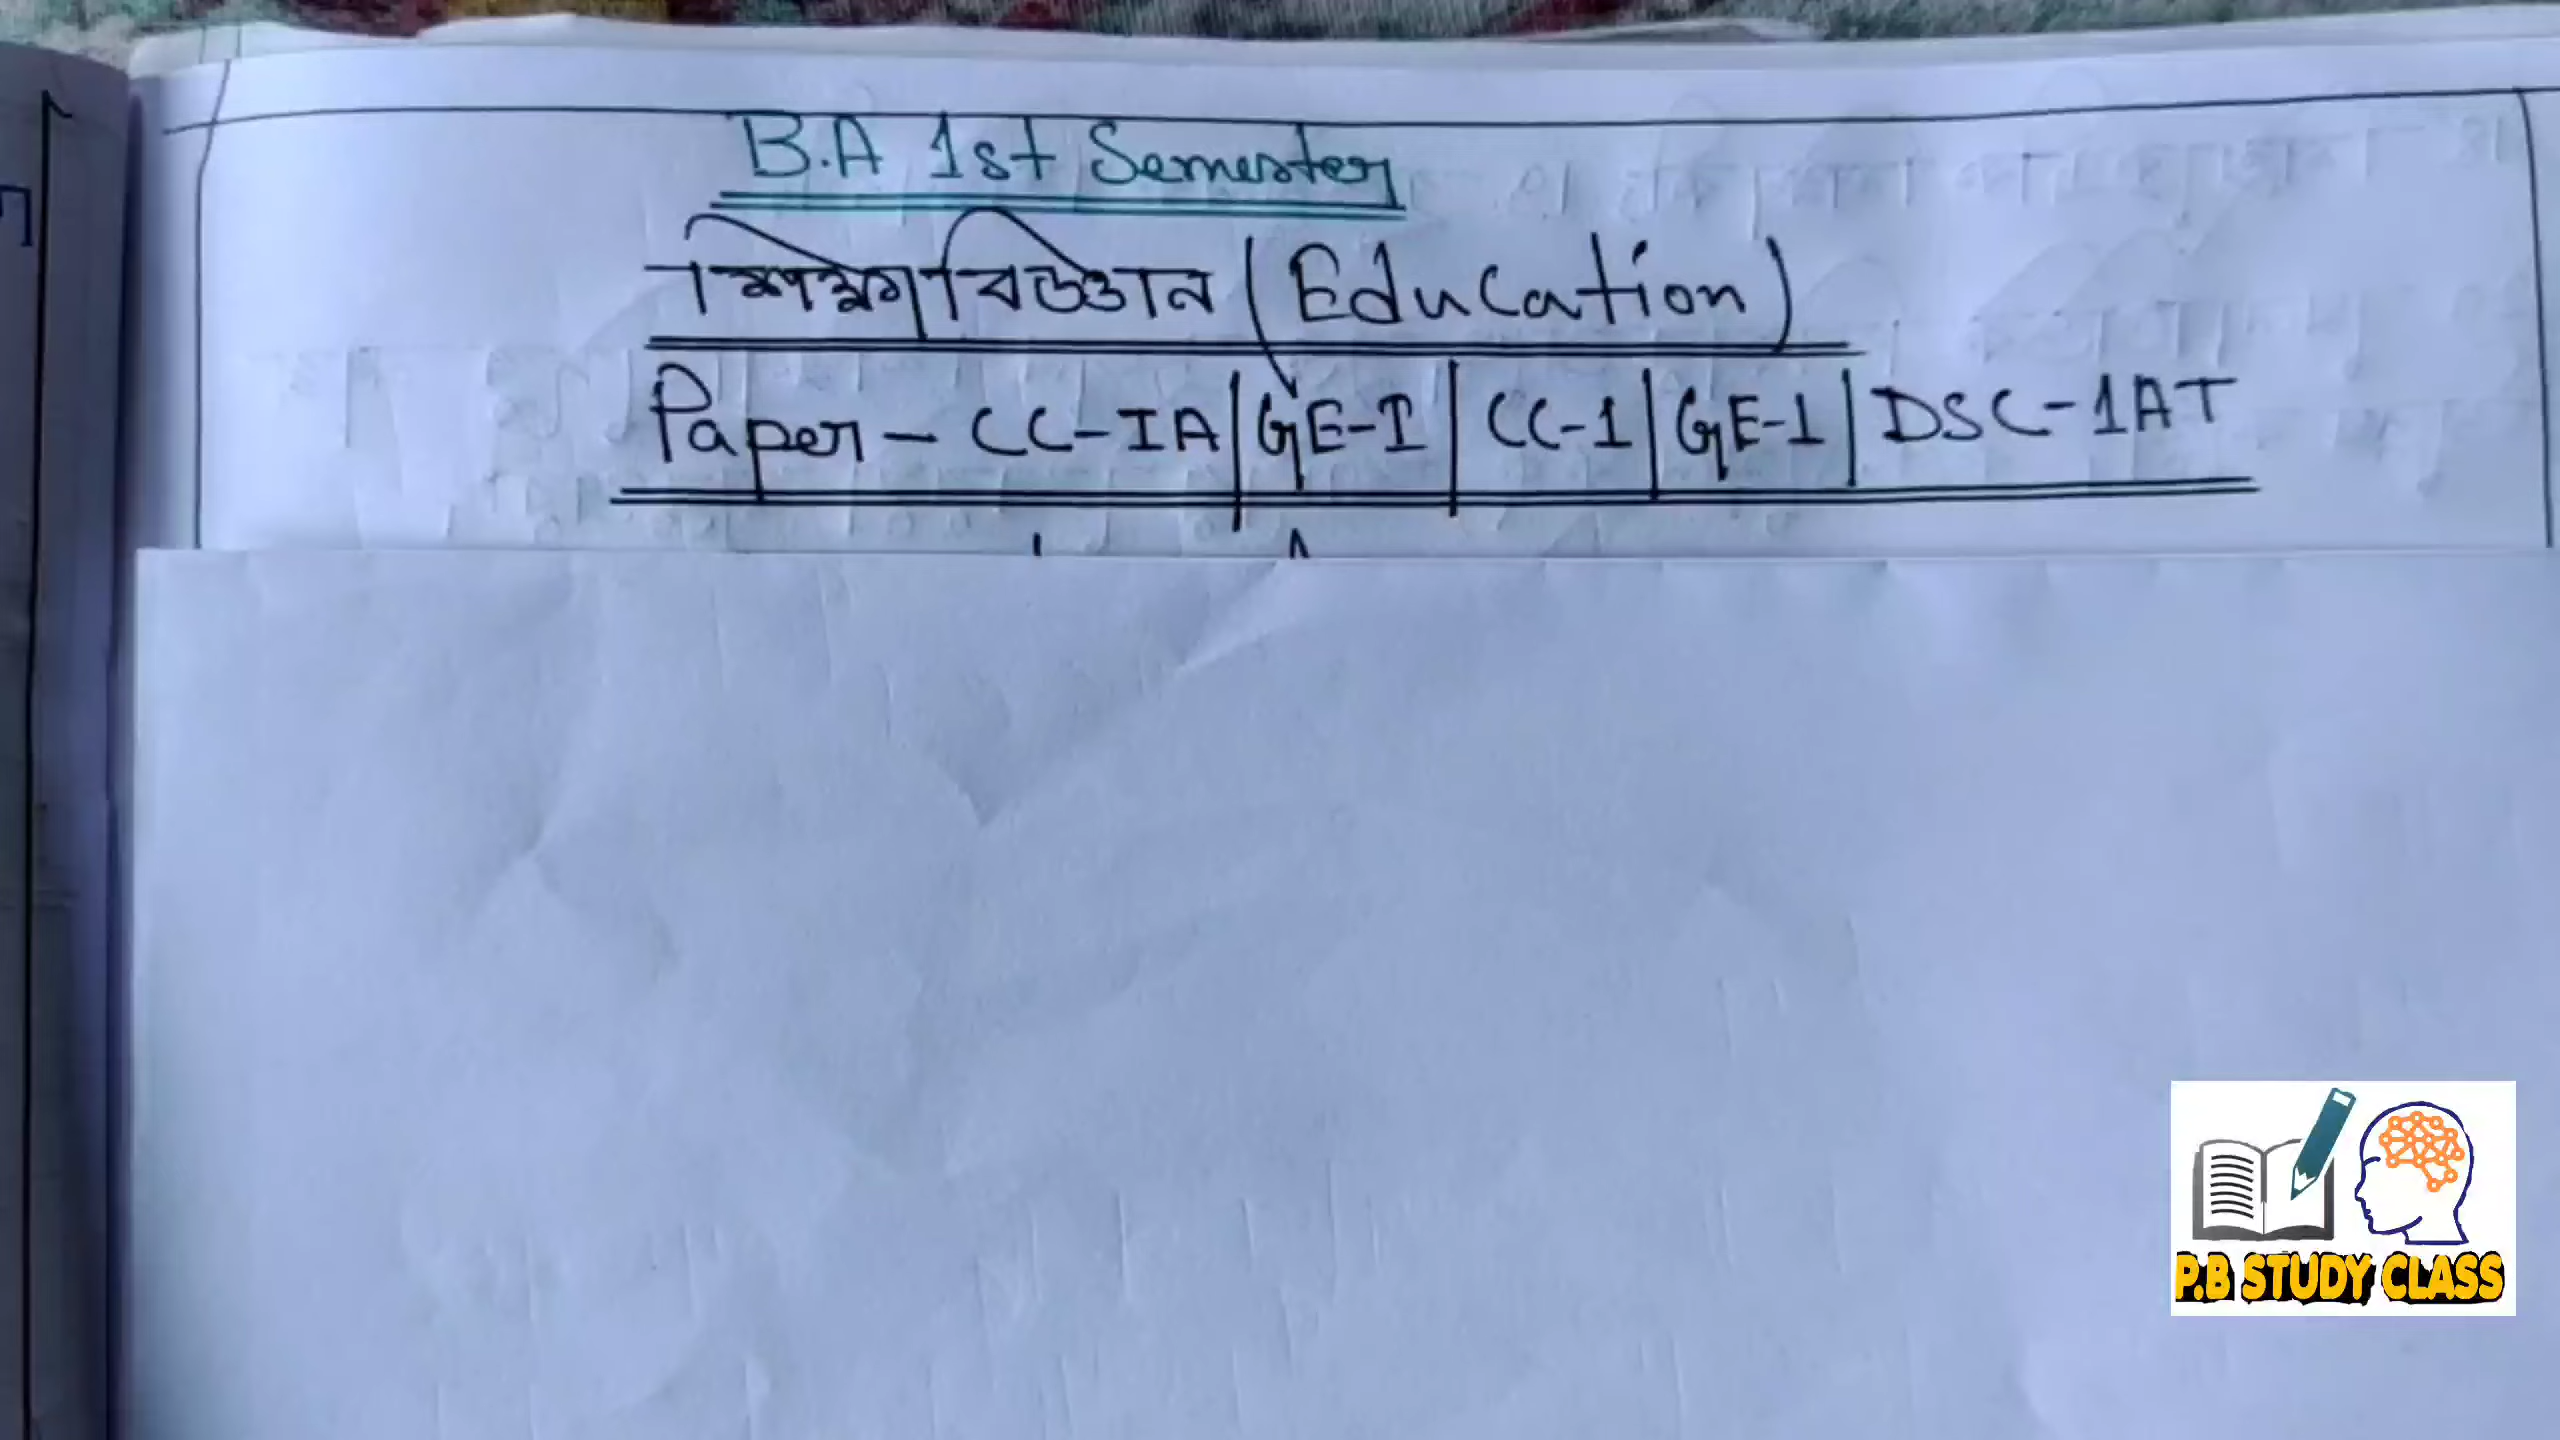 B.A 1st Semester
শিক্ষাবিজ্ঞান (Education)
Paper - CC-IA/GE-I/CC-1/GE-1/DSC-1AT
P.B STUDY CLASS